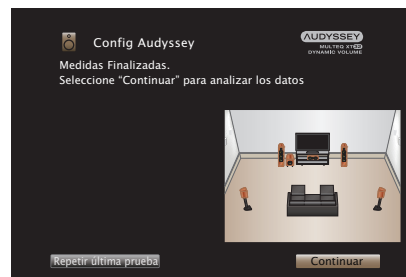 Config Audyssey
AUDYSSEY
MULTEQ XT32
DYNAMIC VOLUME
Medidas Finalizadas.
Seleccione “Continuar” para analizar los datos
Repetir última prueba
Continuar